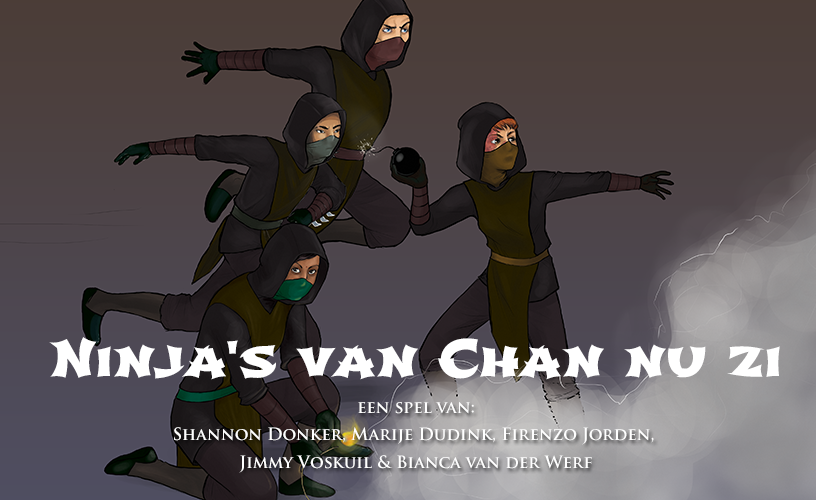 Ninja's van Chan nu zi
een spel van:
Shannon Donker, Marije Dudink, Firenzo Jorden,
Jimmy Voskuil & Bianca van der Werf